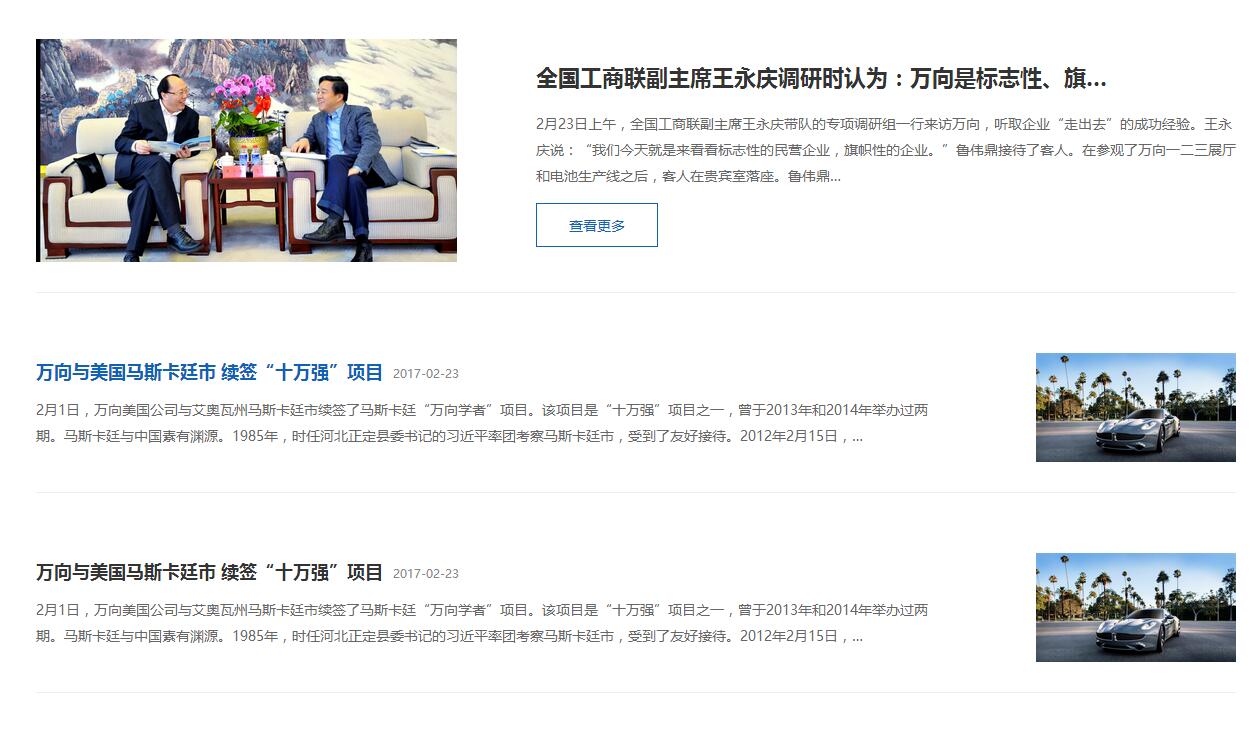 全国工商联副主席王永庆调研时认为：万向是标志性、旗...
2月23日上午，全国工商联副主席王永庆带队的专项调研组一行来访万向，听取企业“走出去”的成功经验。王永
庆说：“我们今天就是来看看标志性的民营企业，旗帜性的企业。”鲁伟鼎接待了客人。在参观了万向一二三展厅
和电池生产线之后，客人在贵宾室落座。鲁伟鼎...
查看更多
万向与美国马斯卡廷市 续签“十万强”项目 2017-02-23
2月1日，万向美国公司与艾奥瓦州马斯卡廷市续签了马斯卡廷“万向学者”项目。该项目是“十万强”项目之一，曾于2013年和2014年举办过两
期。马斯卡廷与中国素有渊源。1985年，时任河北正定县委书记的习近平率团考察马斯卡廷市，受到了友好接待。2012年2月15日，...
万向与美国马斯卡廷市 续签“十万强”项目 2017-02-23
2月1日，万向美国公司与艾奥瓦州马斯卡廷市续签了马斯卡廷“万向学者”项目。该项目是“十万强”项目之一，曾于2013年和2014年举办过两
期。马斯卡廷与中国素有渊源。1985年，时任河北正定县委书记的习近平率团考察马斯卡廷市，受到了友好接待。2012年2月15日，...